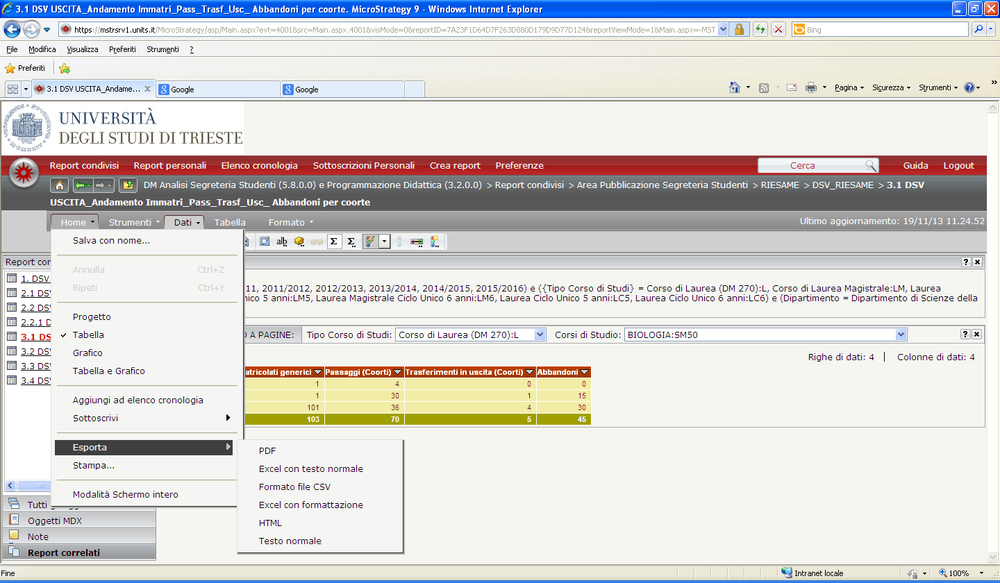 3.1 DSV USCITA_Andamento Immatri_Pass_Trasf_Usc_ Abbandoni per coorte. MicroStrategy 9 - Windows Internet Explorer
https://mstrsrv1.units.it/MicroStrategy/asp/Main.aspx?evt=4001&src=Main.aspx.4001&visMode=0&reportID=7A23F1D64D7F263D880D179D9D77D124&reportViewMode=1&Main.aspx=-MST
Bing
File Modifica Visualizza Preferiti Strumenti ?
Preferiti
3.1 DSV USCITA_Andame... Google Google
Pagina Sicurezza Strumenti
UNIVERSITÀ
DEGLI STUDI DI TRIESTE
Report condivisi Report personali Elenco cronologia Sottoscrizioni Personali Crea report Preferenze Cerca Guida Logout
DM Analisi Segreteria Studenti (5.8.0.0) e Programmazione Didattica (3.2.0.0) > Report condivisi > Area Pubblicazione Segreteria Studenti > RIESAME > DSV_RIESAME > 3.1 DSV
USCITA_Andamento Immatri_Pass_Trasf_Usc_ Abbandoni per coorte
Home Strumenti Dati Tabella Formato Ultimo aggiornamento: 19/11/13 11.24.52
Salva con nome...
Annulla Ctrl+Z
Ripeti Ctrl+Y
Progetto
Tabella
Grafico
Tabella e Grafico
Aggiungi ad elenco cronologia
Sottoscrivi
Esporta
Stampa...
Modalità Schermo intero
PDF
Excel con testo normale
Formato file CSV
Excel con formattazione
HTML
Testo normale
Report cor
1. DSV
2.1 DSV
2.2 DSV
2.2.1 D
3.1 DS
3.2 DSV
3.3 DSV
3.4 DSV
11, 2011/2012, 2012/2013, 2013/2014, 2014/2015, 2015/2016) e ({Tipo Corso di Studi} = Corso di Laurea (DM 270):L, Corso di Laurea Magistrale:LM, Laurea
nico 5 anni:LM5, Laurea Magistrale Ciclo Unico 6 anni:LM6, Laurea Ciclo Unico 5 anni:LC5, Laurea Ciclo Unico 6 anni:LC6) e (Dipartimento = Dipartimento di Scienze della
A PAGINE: Tipo Corso di Studi: Corso di Laurea (DM 270):L Corsi di Studio: BIOLOGIA:SM50
Righe di dati: 4 Colonne di dati: 4
atricolati generici Passaggi (Coorti) Trasferimenti in uscita (Coorti) Abbandoni
1 4 0 0
1 30 1 15
101 36 4 30
103 70 5 45
Tutti
Oggetti MDX
Note
Report correlati
Fine Intranet locale 100%